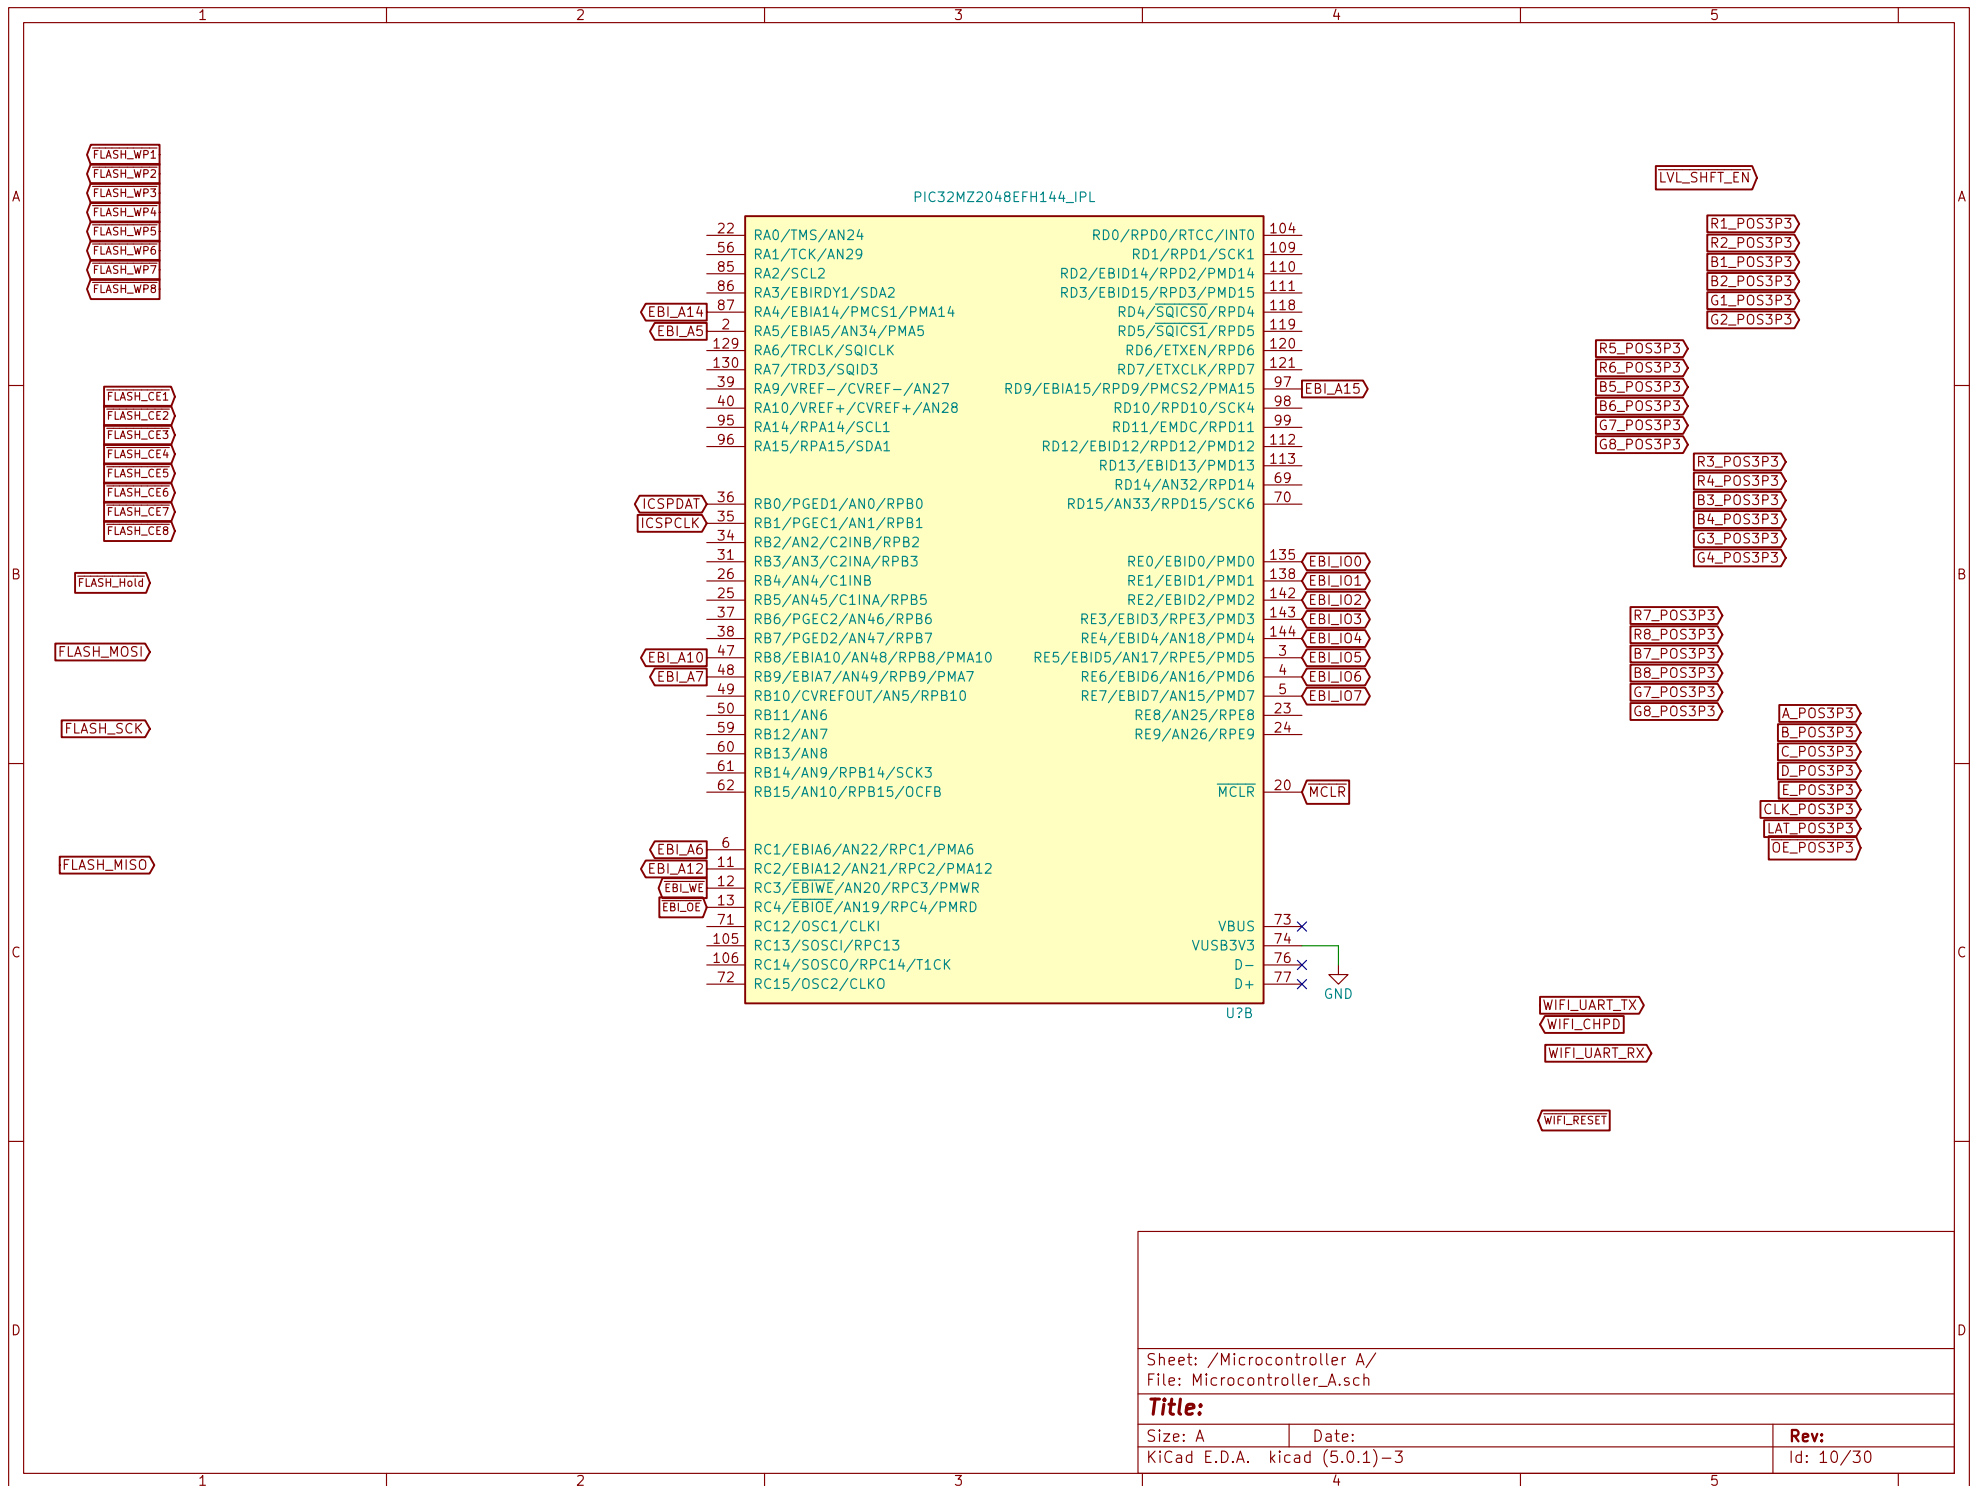 1 2 3 4 5
A A
B B
C C
D D
FLASH_WP1
FLASH_WP2
FLASH_WP3
FLASH_WP4
FLASH_WP5
FLASH_WP6
FLASH_WP7
FLASH_WP8
FLASH_CE1
FLASH_CE2
FLASH_CE3
FLASH_CE4
FLASH_CE5
FLASH_CE6
FLASH_CE7
FLASH_CE8
FLASH_Hold
FLASH_MOSI
FLASH_SCK
FLASH_MISO
PIC32MZ2048EFH144_IPL
22 RA0/TMS/AN24
56 RA1/TCK/AN29
85 RA2/SCL2
86 RA3/EBIRDY1/SDA2
EBI_A14 87 RA4/EBIA14/PMCS1/PMA14
EBI_A5 2 RA5/EBIA5/AN34/PMA5
129 RA6/TRCLK/SQICLK
130 RA7/TRD3/SQID3
39 RA9/VREF-/CVREF-/AN27
40 RA10/VREF+/CVREF+/AN28
95 RA14/RPA14/SCL1
96 RA15/RPA15/SDA1
ICSPDAT 36 RB0/PGED1/AN0/RPB0
ICSPCLK 35 RB1/PGEC1/AN1/RPB1
34 RB2/AN2/C2INB/RPB2
31 RB3/AN3/C2INA/RPB3
26 RB4/AN4/C1INB
25 RB5/AN45/C1INA/RPB5
37 RB6/PGEC2/AN46/RPB6
38 RB7/PGED2/AN47/RPB7
EBI_A10 47 RB8/EBIA10/AN48/RPB8/PMA10
EBI_A7 48 RB9/EBIA7/AN49/RPB9/PMA7
49 RB10/CVREFOUT/AN5/RPB10
50 RB11/AN6
59 RB12/AN7
60 RB13/AN8
61 RB14/AN9/RPB14/SCK3
62 RB15/AN10/RPB15/OCFB
EBI_A6 6 RC1/EBIA6/AN22/RPC1/PMA6
EBI_A12 11 RC2/EBIA12/AN21/RPC2/PMA12
EBI_WE 12 RC3/EBIWE/AN20/RPC3/PMWR
EBI_OE 13 RC4/EBIOE/AN19/RPC4/PMRD
71 RC12/OSC1/CLKI
105 RC13/SOSCI/RPC13
106 RC14/SOSCO/RPC14/T1CK
72 RC15/OSC2/CLKO
RD0/RPD0/RTCC/INT0 104
RD1/RPD1/SCK1 109
RD2/EBID14/RPD2/PMD14 110
RD3/EBID15/RPD3/PMD15 111
RD4/SQICS0/RPD4 118
RD5/SQICS1/RPD5 119
RD6/ETXEN/RPD6 120
RD7/ETXCLK/RPD7 121
RD9/EBIA15/RPD9/PMCS2/PMA15 97 EBI_A15
RD10/RPD10/SCK4 98
RD11/EMDC/RPD11 99
RD12/EBID12/RPD12/PMD12 112
RD13/EBID13/PMD13 113
RD14/AN32/RPD14 69
RD15/AN33/RPD15/SCK6 70
RE0/EBID0/PMD0 135 EBI_IO0
RE1/EBID1/PMD1 138 EBI_IO1
RE2/EBID2/PMD2 142 EBI_IO2
RE3/EBID3/RPE3/PMD3 143 EBI_IO3
RE4/EBID4/AN18/PMD4 144 EBI_IO4
RE5/EBID5/AN17/RPE5/PMD5 3 EBI_IO5
RE6/EBID6/AN16/PMD6 4 EBI_IO6
RE7/EBID7/AN15/PMD7 5 EBI_IO7
RE8/AN25/RPE8 23
RE9/AN26/RPE9 24
MCLR 20 MCLR
VBUS 73
VUSB3V3 74
D- 76
D+ 77
GND
U?B
LVL_SHFT_EN
R1_POS3P3
R2_POS3P3
B1_POS3P3
B2_POS3P3
G1_POS3P3
G2_POS3P3
R5_POS3P3
R6_POS3P3
B5_POS3P3
B6_POS3P3
G7_POS3P3
G8_POS3P3
R3_POS3P3
R4_POS3P3
B3_POS3P3
B4_POS3P3
G3_POS3P3
G4_POS3P3
R7_POS3P3
R8_POS3P3
B7_POS3P3
B8_POS3P3
G7_POS3P3
G8_POS3P3
A_POS3P3
B_POS3P3
C_POS3P3
D_POS3P3
E_POS3P3
CLK_POS3P3
LAT_POS3P3
OE_POS3P3
WIFI_UART_TX
WIFI_CHPD
WIFI_UART_RX
WIFI_RESET
Sheet: /Microcontroller A/
File: Microcontroller_A.sch
Title:
Size: A Date: Rev:
KiCad E.D.A. kicad (5.0.1)-3 Id: 10/30
1 2 3 4 5